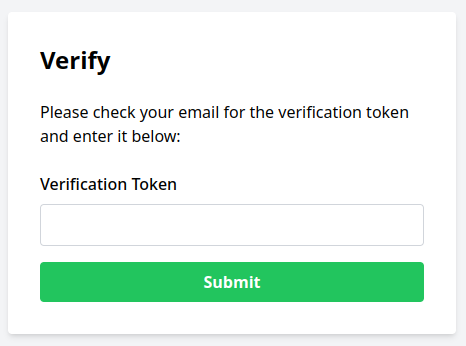 Verify
Please check your email for the verification token
and enter it below:
Verification Token
Submit